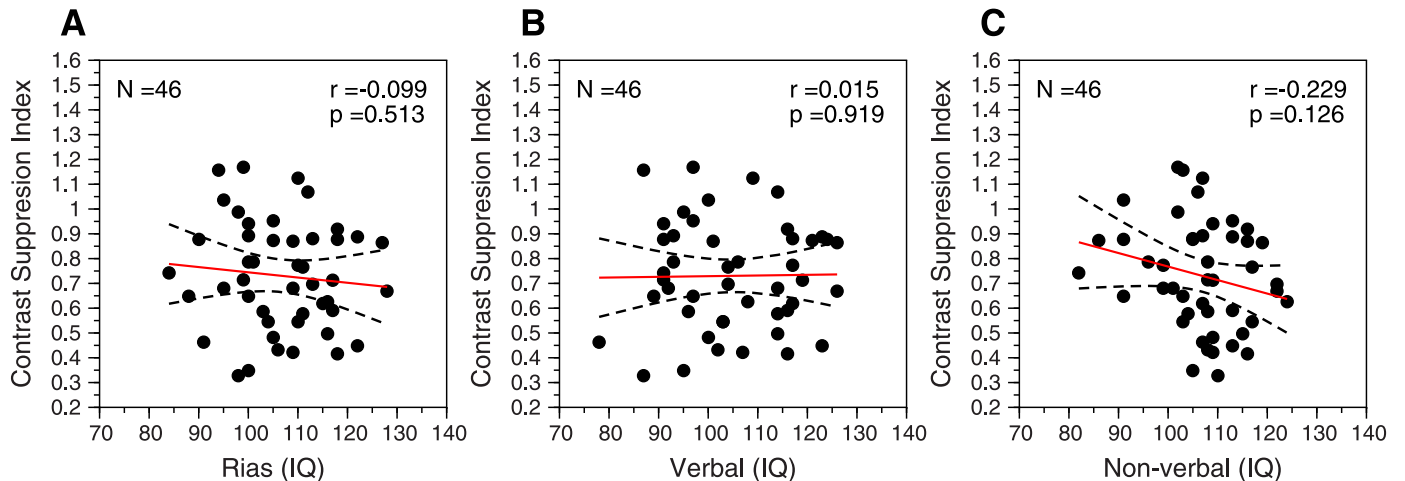 A
Contrast Suppresion Index
1.6
1.5
1.4
1.3
1.2
1.1
1
0.9
0.8
0.7
0.6
0.5
0.4
0.3
0.2
N =46
r =-0.099
p =0.513
70 80 90 100 110 120 130 140
Rias (IQ)
B
Contrast Suppresion Index
1.6
1.5
1.4
1.3
1.2
1.1
1
0.9
0.8
0.7
0.6
0.5
0.4
0.3
0.2
N =46
r =0.015
p =0.919
70 80 90 100 110 120 130 140
Verbal (IQ)
C
Contrast Suppresion Index
1.6
1.5
1.4
1.3
1.2
1.1
1
0.9
0.8
0.7
0.6
0.5
0.4
0.3
0.2
N =46
r =-0.229
p =0.126
70 80 90 100 110 120 130 140
Non-verbal (IQ)